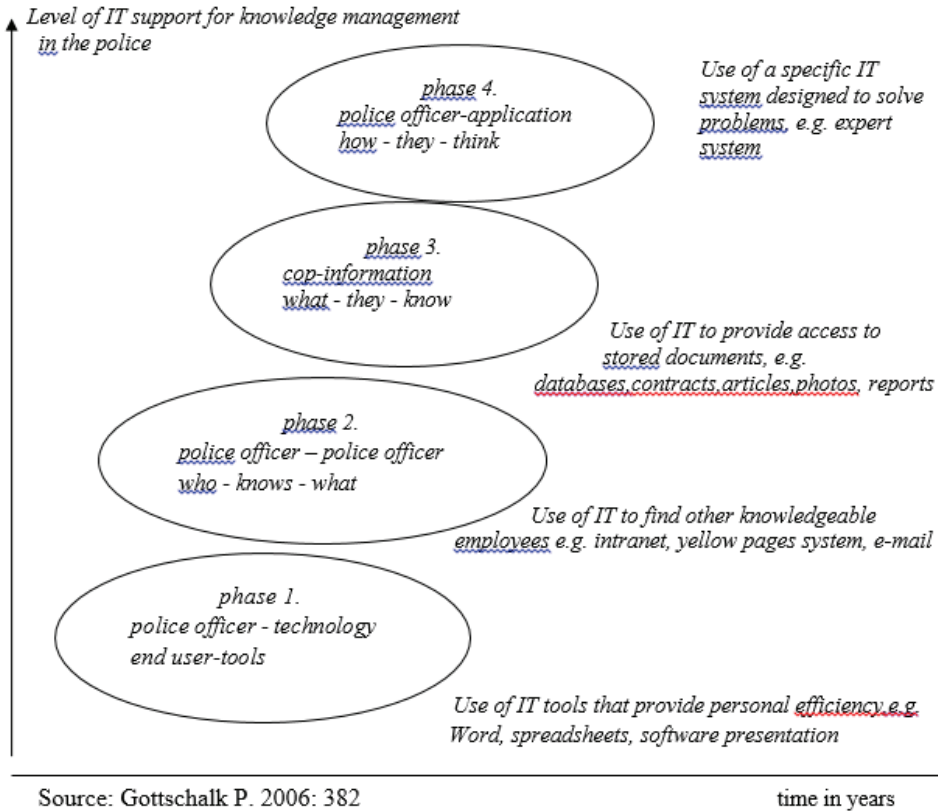 Level of IT support for knowledge management
in the police
phase 4.
police officer-application
how - they - think
Use of a specific IT
system designed to solve
problems, e.g. expert
system
phase 3.
cop-information
what - they - know
Use of IT to provide access to
stored documents, e.g.
databases,contracts,articles,photos, reports
phase 2.
police officer – police officer
who - knows - what
Use of IT to find other knowledgeable
employees e.g. intranet, yellow pages system, e-mail
phase 1.
police officer - technology
end user-tools
Use of IT tools that provide personal efficiency,e.g.
Word, spreadsheets, software presentation
Source: Gottschalk P. 2006: 382
time in years